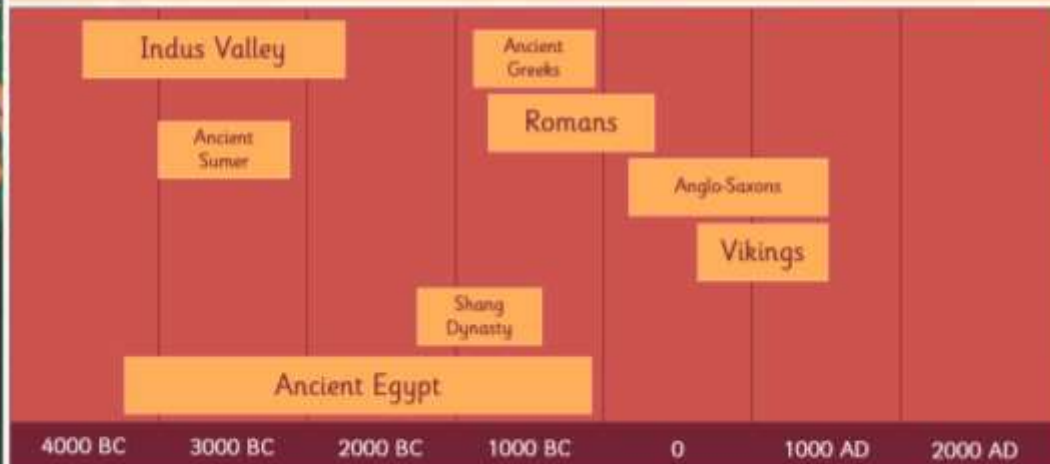 Indus Valley
Ancient
Greeks
Romans
Ancient
Sumer
Anglo-Saxons
Vikings
Shang
Dynasty
Ancient Egypt
4000 BC 3000 BC 2000 BC 1000 BC 0 1000 AD 2000 AD